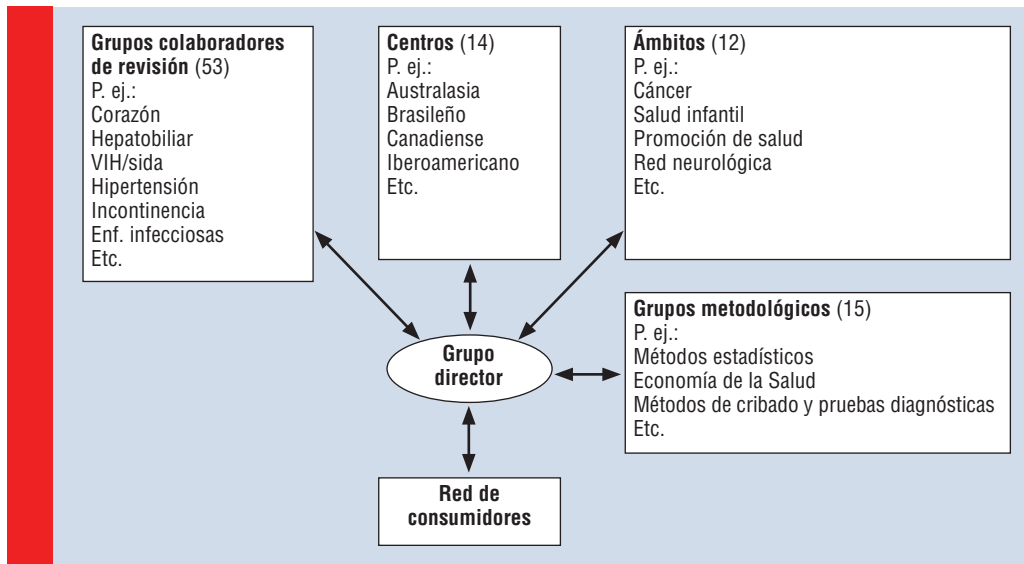 Grupos colaboradores
de revisión (53)
P. ej.:
Corazón
Hepatobiliar
VIH/sida
Hipertensión
Incontinencia
Enf. infecciosas
Etc.
Centros (14)
P. ej.:
Australasia
Brasileño
Canadiense
Iberoamericano
Etc.
Ámbitos (12)
P. ej.:
Cáncer
Salud infantil
Promoción de salud
Red neurológica
Etc.
Grupos metodológicos (15)
P. ej.:
Métodos estadísticos
Economía de la Salud
Métodos de cribado y pruebas diagnósticas
Etc.
Grupo
director
Red de
consumidores